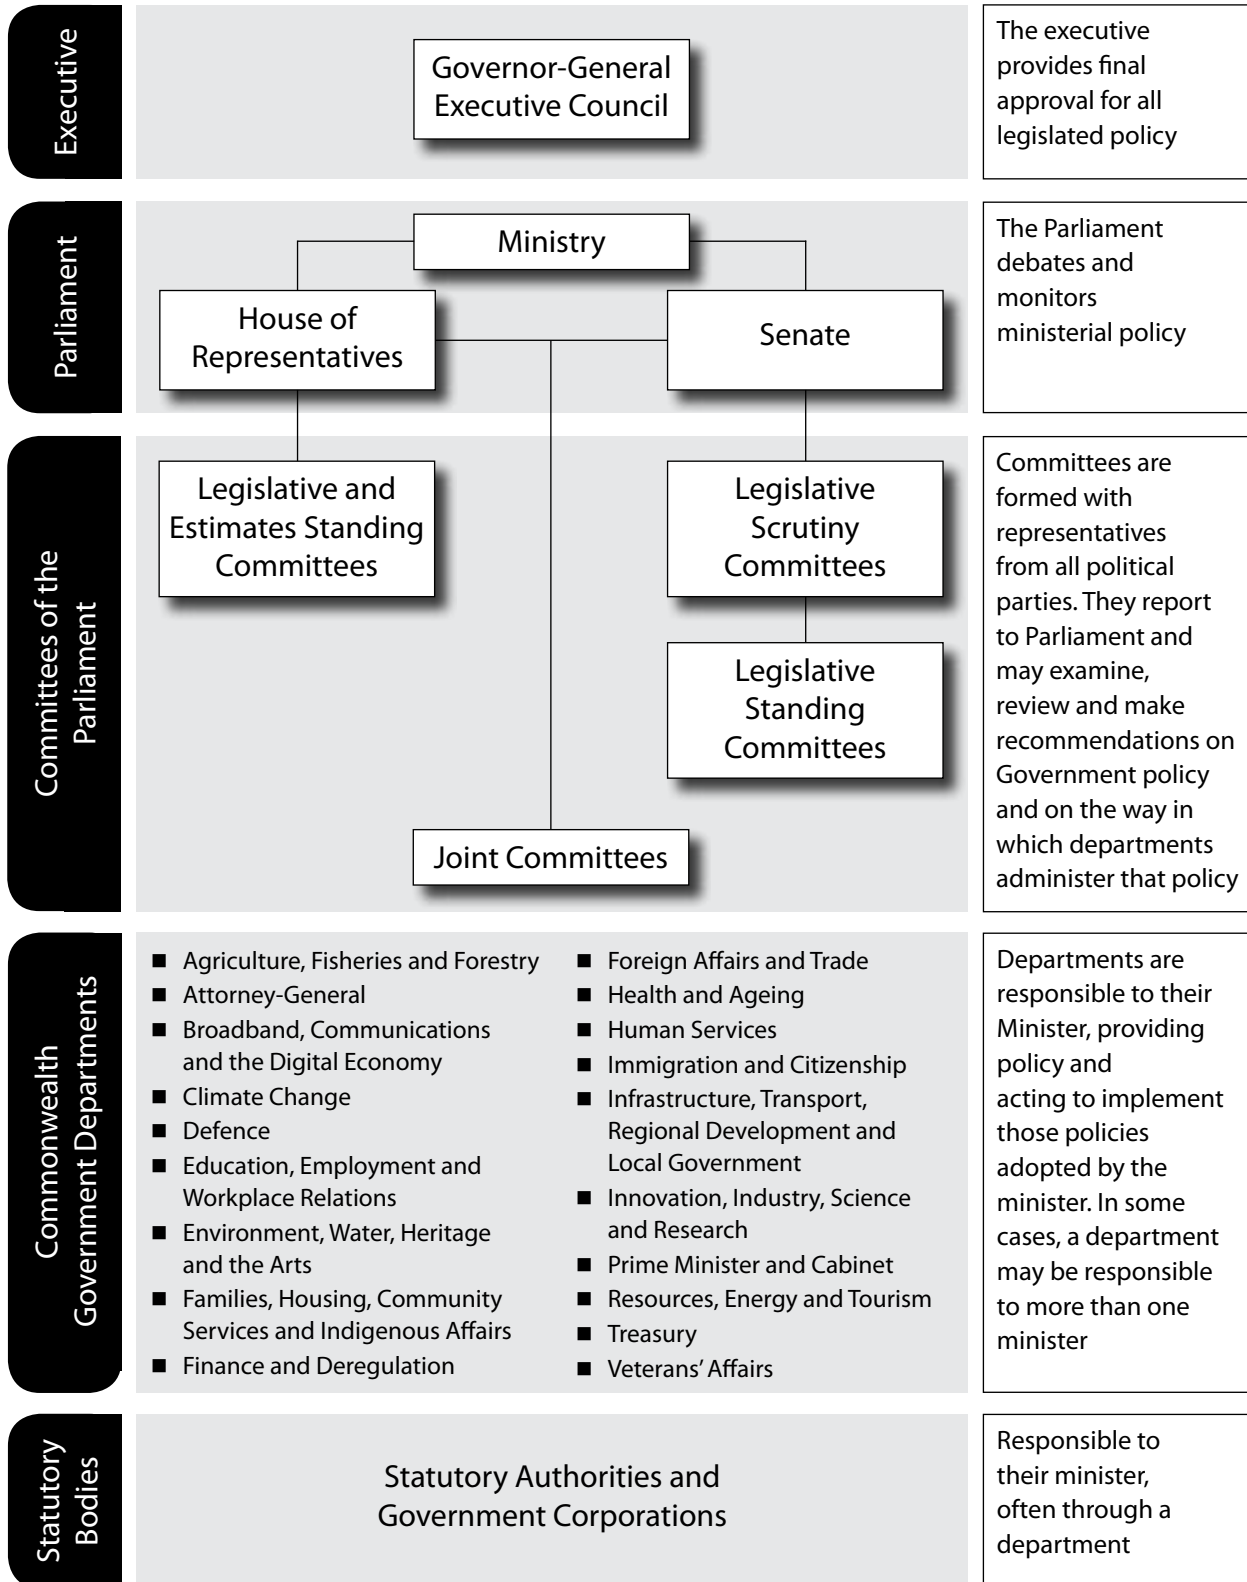 Executive
Governor-General
Executive Council
The executive
provides final
approval for all
legislated policy
Parliament
Ministry
House of
Representatives
Senate
The Parliament
debates and
monitors
ministerial policy
Committees of the
Parliament
Legislative and
Estimates Standing
Committees
Legislative
Scrutiny
Committees
Legislative
Standing
Committees
Joint Committees
Committees are
formed with
representatives
from all political
parties. They report
to Parliament and
may examine,
review and make
recommendations on
Government policy
and on the way in
which departments
administer that policy
Commonwealth
Government Departments
■ Agriculture, Fisheries and Forestry
■ Attorney-General
■ Broadband, Communications
and the Digital Economy
■ Climate Change
■ Defence
■ Education, Employment and
Workplace Relations
■ Environment, Water, Heritage
and the Arts
■ Families, Housing, Community
Services and Indigenous Affairs
■ Finance and Deregulation
■ Foreign Affairs and Trade
■ Health and Ageing
■ Human Services
■ Immigration and Citizenship
■ Infrastructure, Transport,
Regional Development and
Local Government
■ Innovation, Industry, Science
and Research
■ Prime Minister and Cabinet
■ Resources, Energy and Tourism
■ Treasury
■ Veterans’ Affairs
Departments are
responsible to their
Minister, providing
policy and
acting to implement
those policies
adopted by the
minister. In some
cases, a department
may be responsible
to more than one
minister
Statutory
Bodies
Statutory Authorities and
Government Corporations
Responsible to
their minister,
often through a
department